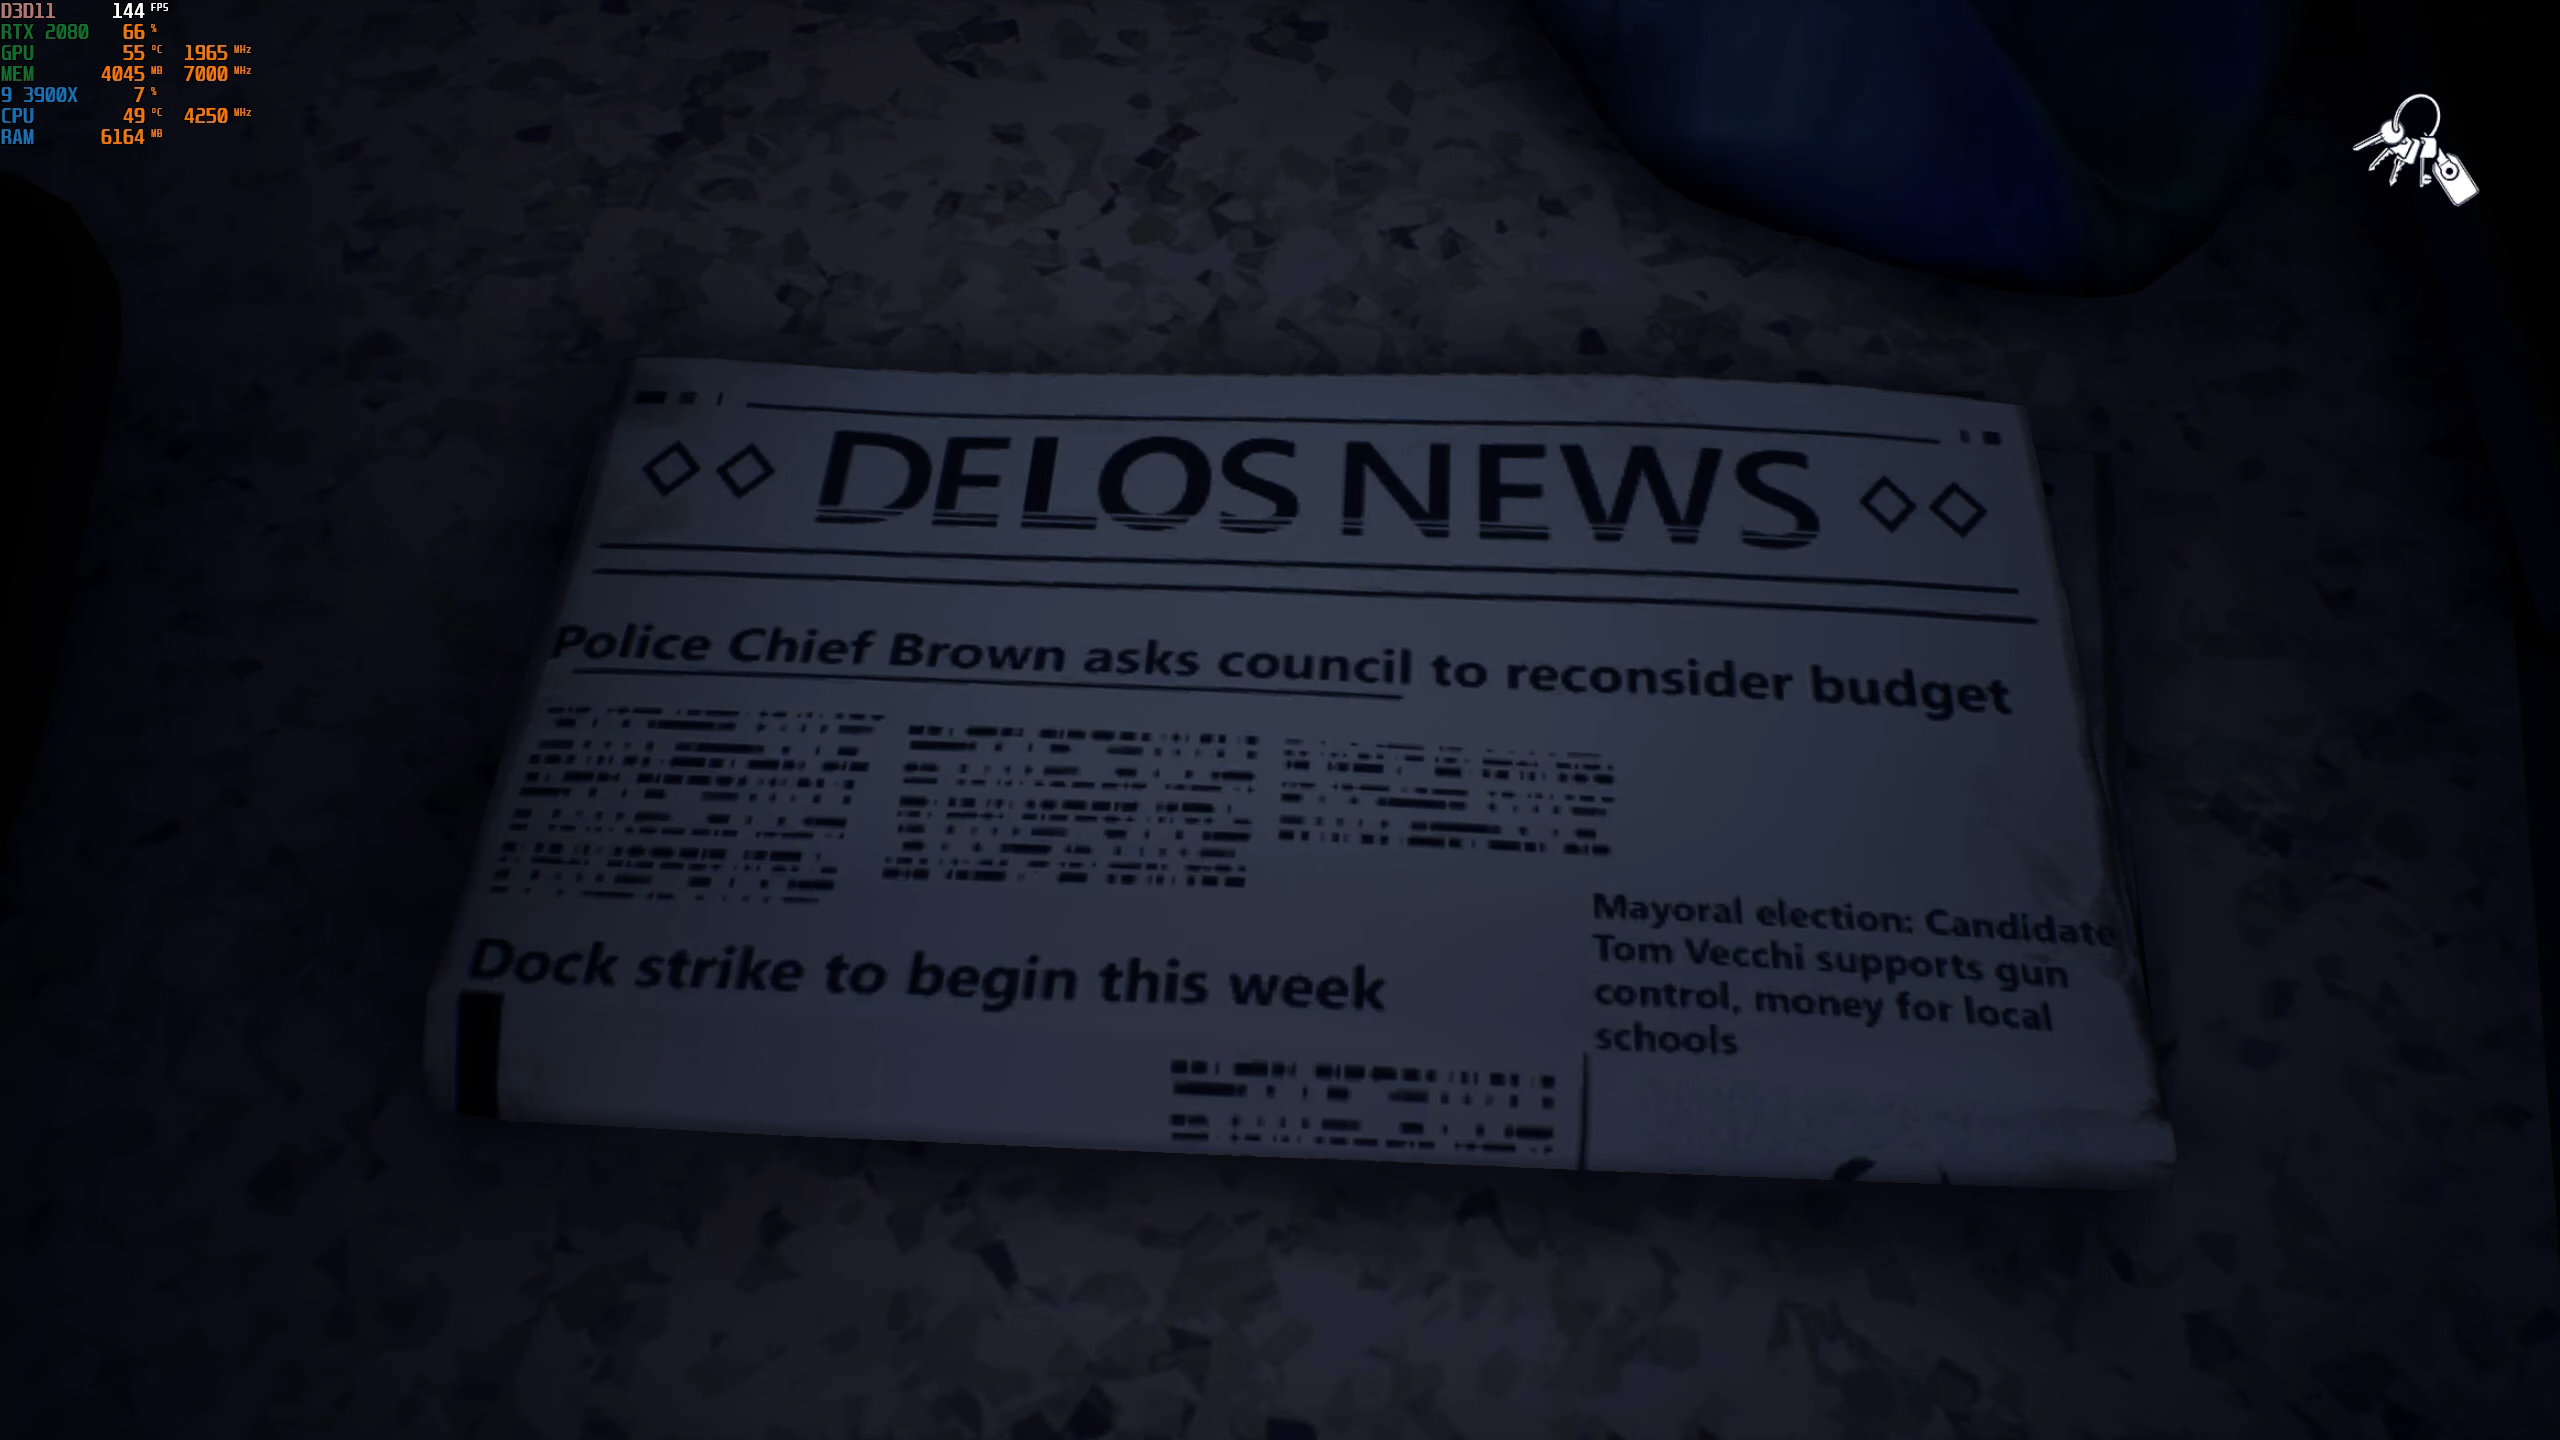 D3D11 144 FPS
RTX 2080 66 %
GPU 55 °C 1965 MHz
MEM 4045 MB 7000 MHz
9 3900X 7 %
CPU 49 °C 4250 MHz
RAM 6164 MB
DELOS NEWS
Police Chief Brown asks council to reconsider budget
Dock strike to begin this week
Mayoral election: Candidate
Tom Vecchi supports gun
control, money for local
schools